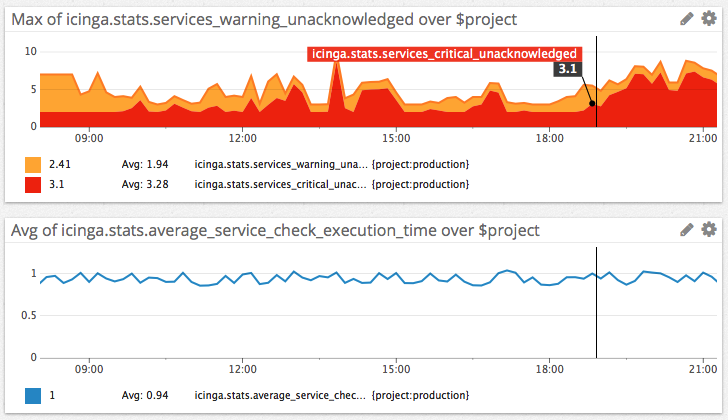 Max of icinga.stats.services_warning_unacknowledged over $project
10
icinga.stats.services_critical_unacknowledged
3.1
5
0
09:00 12:00 15:00 18:00 21:00
2.41 Avg: 1.94 icinga.stats.services_warning_una... {project:production}
3.1 Avg: 3.28 icinga.stats.services_critical_unac... {project:production}
Avg of icinga.stats.average_service_check_execution_time over $project
1
0.5
0
09:00 12:00 15:00 18:00 21:00
1 Avg: 0.94 icinga.stats.average_service_chec... {project:production}